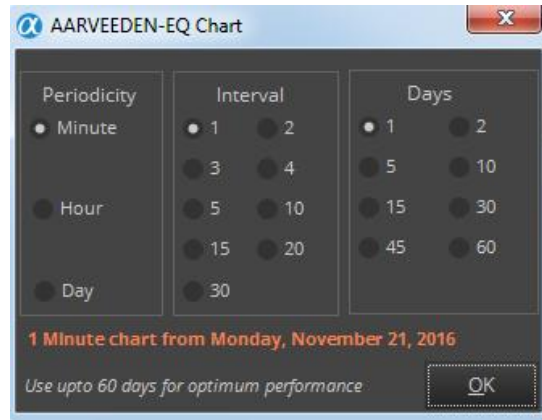 AARVEEDEN-EQ Chart
x
Periodicity Interval Days
Minute 1 2 1 2
3 4 5 10
Hour 5 10 15 30
15 20 45 60
Day 30
1 MInute chart from Monday, November 21, 2016
Use upto 60 days for optimum performance OK